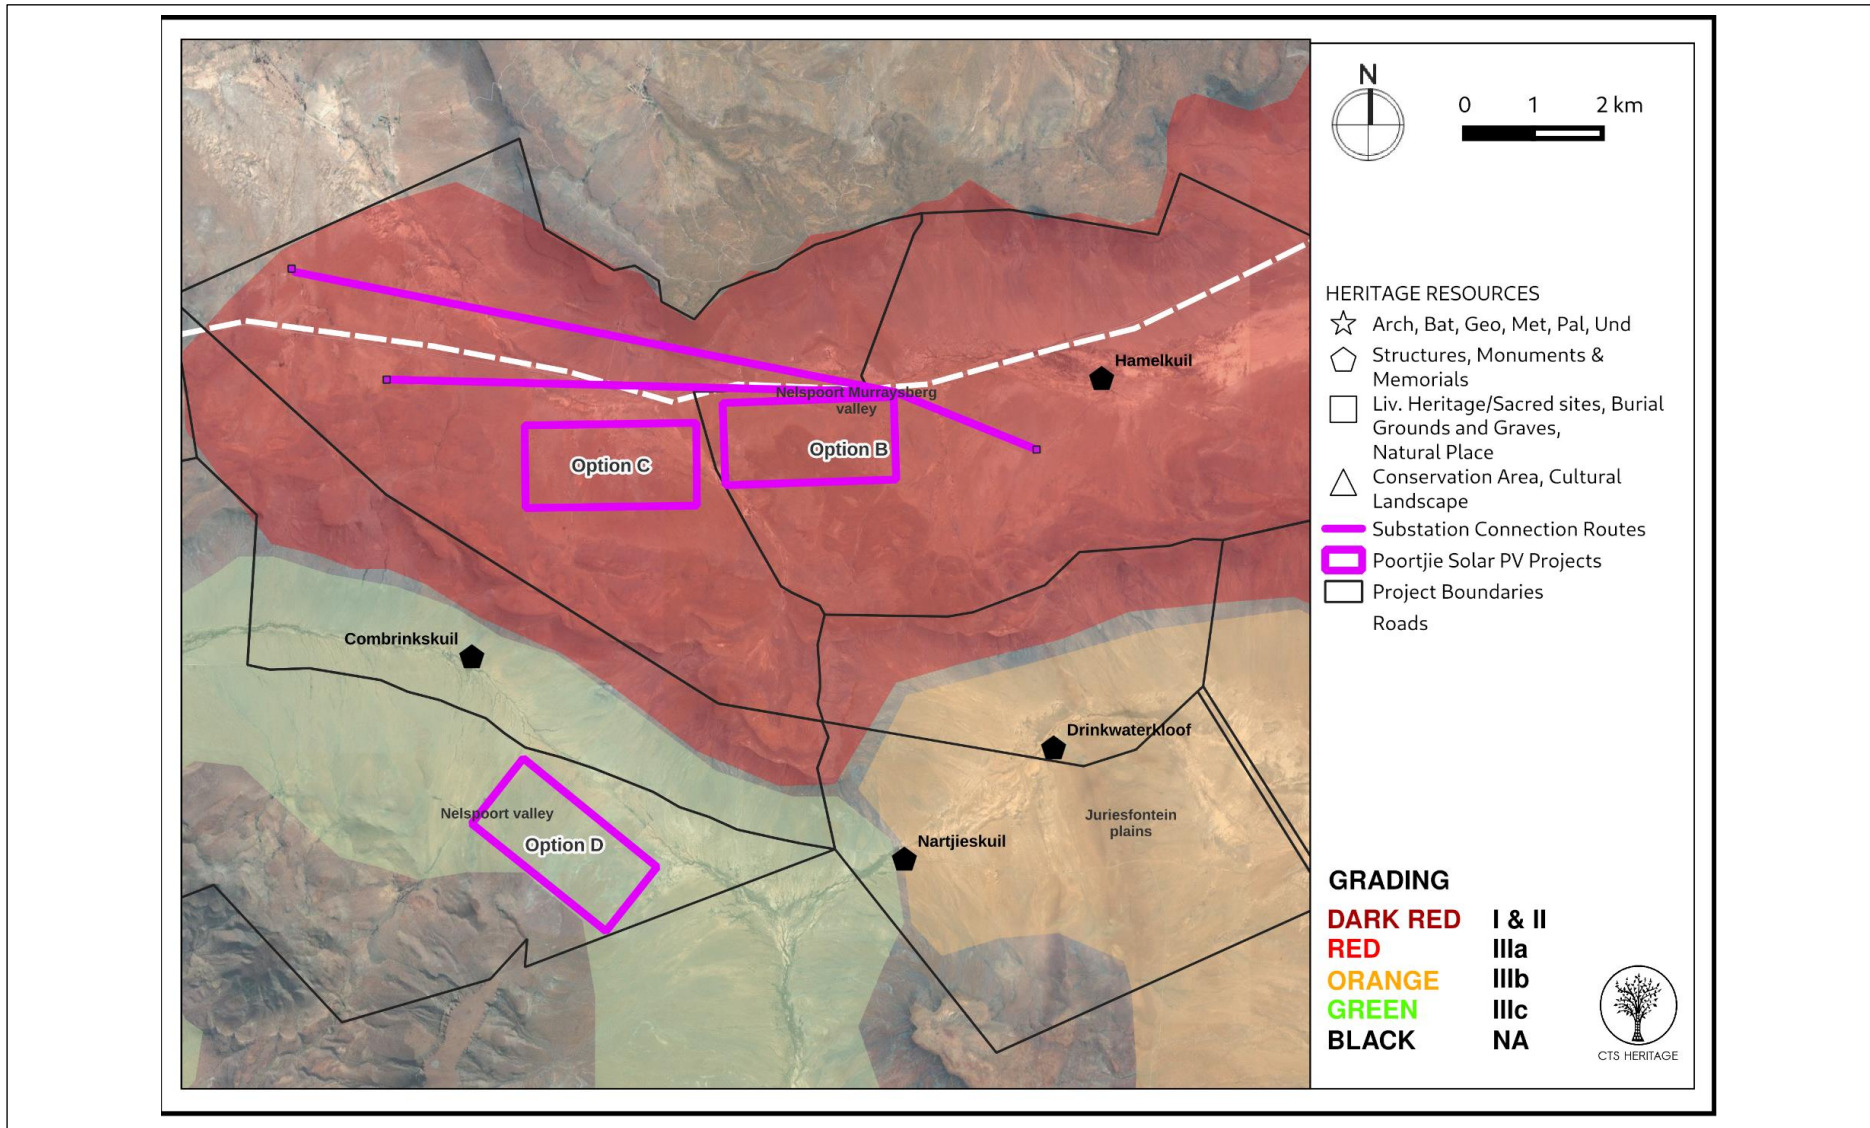 N
0 1 2 km
Hamelkuil
Nelspoort Murraysberg
valley
Option B
Option C
Combrinkskuil
Drinkwaterkloof
Nelspoort valley
Option D
Juriesfontein
plains
Nartjieskuil
HERITAGE RESOURCES
Arch, Bat, Geo, Met, Pal, Und
Structures, Monuments &
Memorials
Liv. Heritage/Sacred sites, Burial
Grounds and Graves,
Natural Place
Conservation Area, Cultural
Landscape
Substation Connection Routes
Poortjie Solar PV Projects
Project Boundaries
Roads
GRADING
DARK RED I & II
RED IIIa
ORANGE IIIb
GREEN IIIc
BLACK NA
CTS HERITAGE